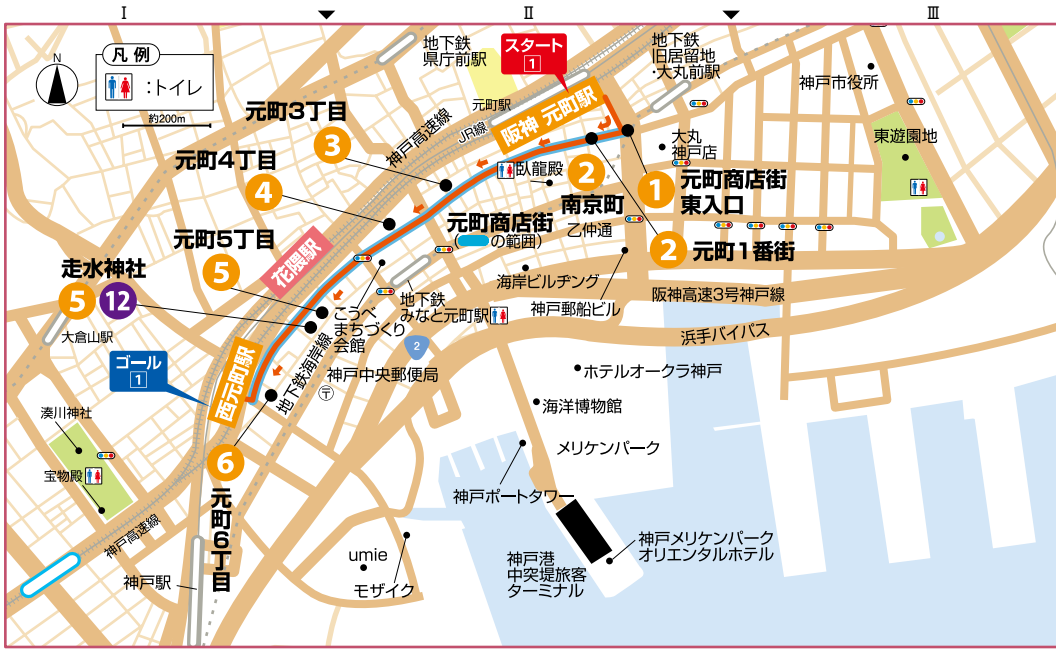 Ⅰ
Ⅱ
Ⅲ
N
凡例
:トイレ
約200m
地下鉄
県庁前駅
スタート
1
地下鉄
旧居留地
・大丸前駅
神戸市役所
元町駅
阪神 元町駅
神戸高速線
JR線
元町3丁目
3
元町4丁目
4
大丸
神戸店
東遊園地
臥龍殿
2
南京町
1
元町商店街
東入口
元町商店街
(の範囲)
乙仲通
2
元町1番街
元町5丁目
5
花隈駅
走水神社
5
12
大倉山駅
海岸ビルヂング
阪神高速3号神戸線
地下鉄
みなと元町駅
神戸郵船ビル
こうべ
まちづくり
会館
浜手バイパス
2
地下鉄海岸線
ゴール
1
西元町駅
神戸中央郵便局
〒
ホテルオークラ神戸
海洋博物館
湊川神社
メリケンパーク
6
元町6丁目
宝物殿
神戸ポートタワー
神戸高速線
神戸駅
umie
モザイク
神戸港
中突堤旅客
ターミナル
神戸メリケンパーク
オリエンタルホテル